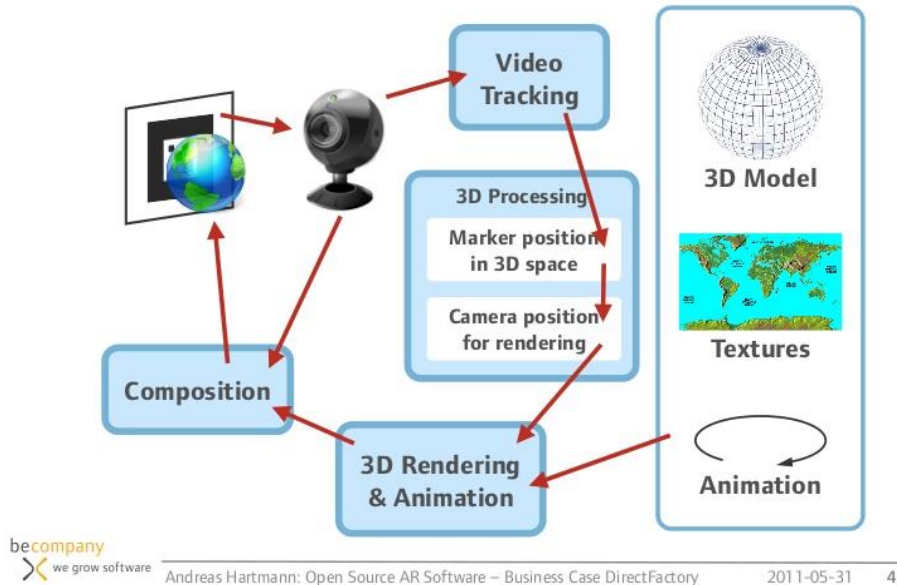 Video
Tracking
3D Processing
Marker position
in 3D space
Camera position
for rendering
Composition
3D Rendering
& Animation
3D Model
Textures
Animation
becompany
we grow software
Andreas Hartmann: Open Source AR Software – Business Case DirectFactory
2011-05-31
4